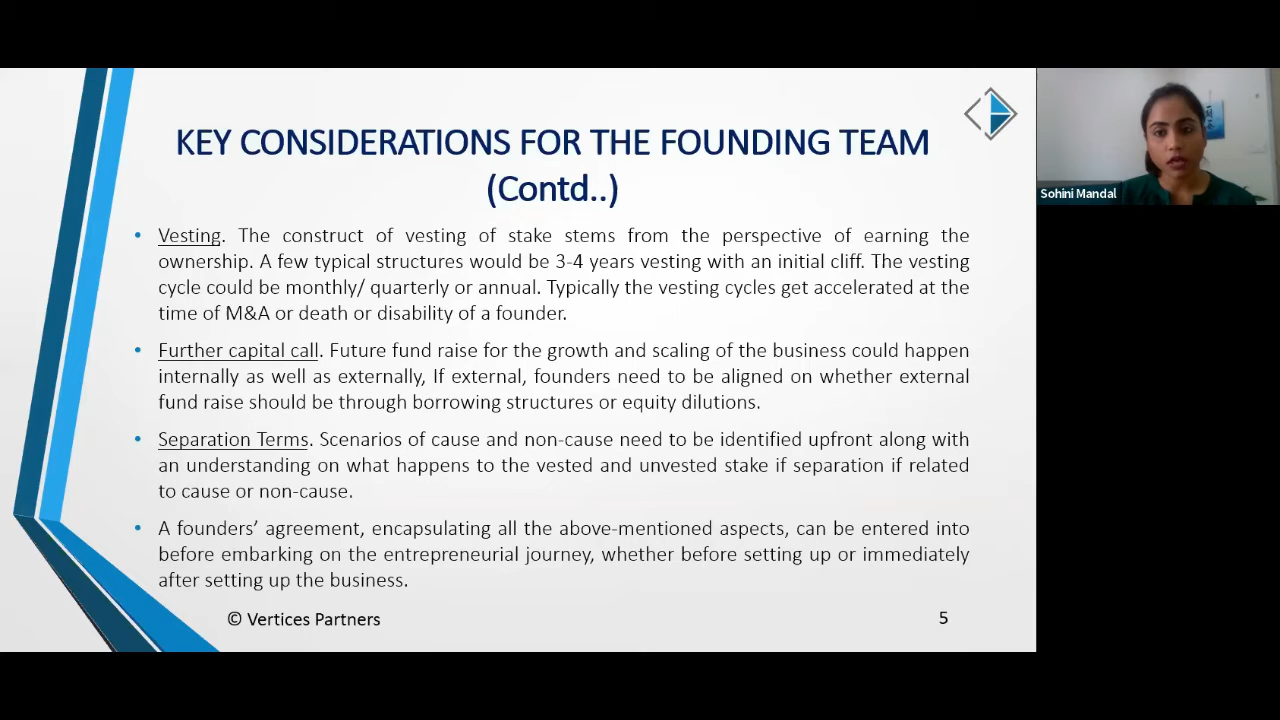 KEY CONSIDERATIONS FOR THE FOUNDING TEAM
(Contd..)
• Vesting. The construct of vesting of stake stems from the perspective of earning the
ownership. A few typical structures would be 3-4 years vesting with an initial cliff. The vesting
cycle could be monthly/ quarterly or annual. Typically the vesting cycles get accelerated at the
time of M&A or death or disability of a founder.
• Further capital call. Future fund raise for the growth and scaling of the business could happen
internally as well as externally, If external, founders need to be aligned on whether external
fund raise should be through borrowing structures or equity dilutions.
• Separation Terms. Scenarios of cause and non-cause need to be identified upfront along with
an understanding on what happens to the vested and unvested stake if separation if related
to cause or non-cause.
• A founders’ agreement, encapsulating all the above-mentioned aspects, can be entered into
before embarking on the entrepreneurial journey, whether before setting up or immediately
after setting up the business.
© Vertices Partners
5
Sohini Mandal